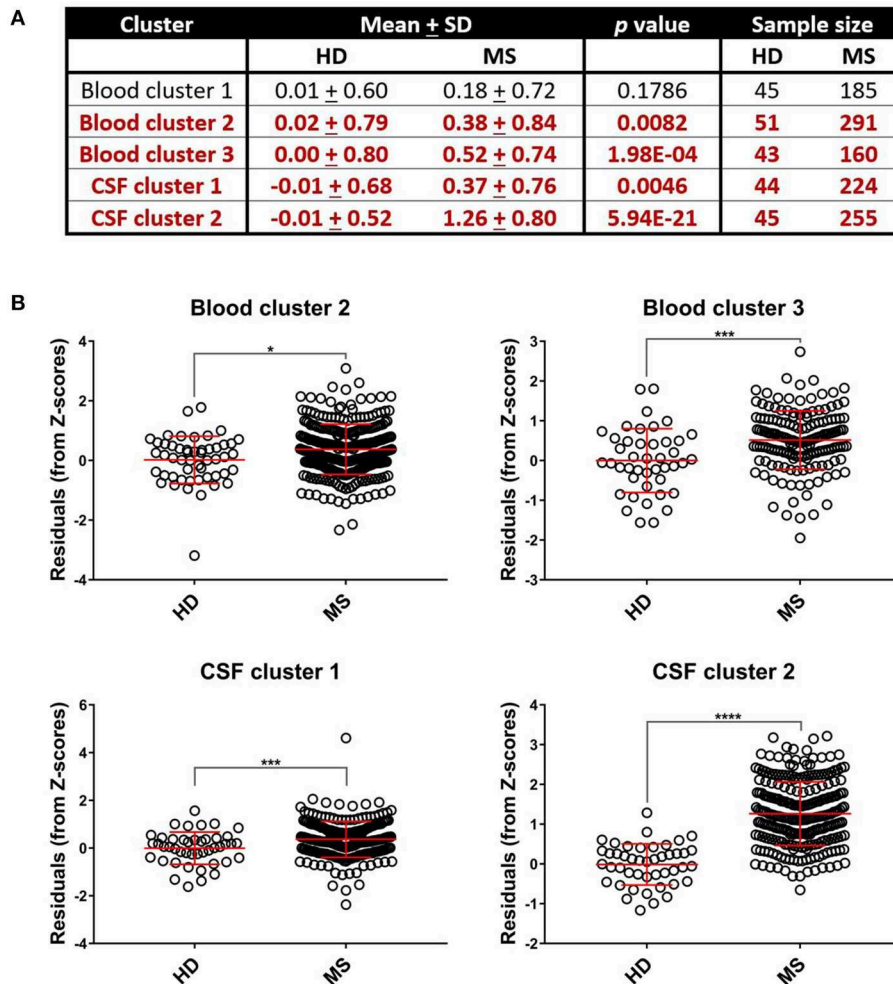 A
Cluster Mean ± SD p value Sample size
HD MS HD MS
Blood cluster 1 0.01 ± 0.60 0.18 ± 0.72 0.1786 45 185
Blood cluster 2 0.02 ± 0.79 0.38 ± 0.84 0.0082 51 291
Blood cluster 3 0.00 ± 0.80 0.52 ± 0.74 1.98E-04 43 160
CSF cluster 1 -0.01 ± 0.68 0.37 ± 0.76 0.0046 44 224
CSF cluster 2 -0.01 ± 0.52 1.26 ± 0.80 5.94E-21 45 255
B
Blood cluster 2
Residuals (from Z-scores)
4
2
0
-2
-4
*
HD MS
Blood cluster 3
Residuals (from Z-scores)
3
2
1
0
-1
-2
-3
***
HD MS
CSF cluster 1
Residuals (from Z-scores)
6
4
2
0
-2
-4
***
HD MS
CSF cluster 2
Residuals (from Z-scores)
4
3
2
1
0
-1
-2
****
HD MS